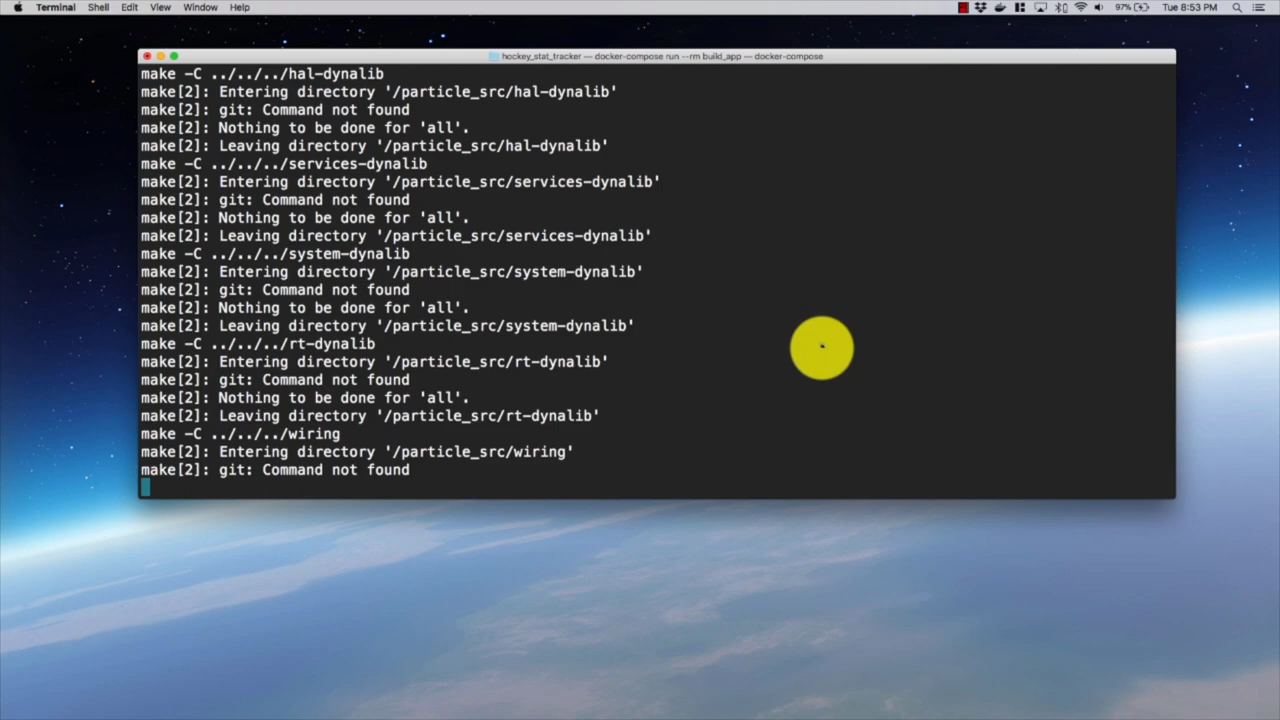 Terminal Shell Edit View Window Help 97% Tue 8:53 PM
hockey_stat_tracker — docker-compose run --rm build_app — docker-compose
make -C ../../../hal-dynalib
make[2]: Entering directory '/particle_src/hal-dynalib'
make[2]: git: Command not found
make[2]: Nothing to be done for 'all'.
make[2]: Leaving directory '/particle_src/hal-dynalib'
make -C ../../../services-dynalib
make[2]: Entering directory '/particle_src/services-dynalib'
make[2]: git: Command not found
make[2]: Nothing to be done for 'all'.
make[2]: Leaving directory '/particle_src/services-dynalib'
make -C ../../../system-dynalib
make[2]: Entering directory '/particle_src/system-dynalib'
make[2]: git: Command not found
make[2]: Nothing to be done for 'all'.
make[2]: Leaving directory '/particle_src/system-dynalib'
make -C ../../../rt-dynalib
make[2]: Entering directory '/particle_src/rt-dynalib'
make[2]: git: Command not found
make[2]: Nothing to be done for 'all'.
make[2]: Leaving directory '/particle_src/rt-dynalib'
make -C ../../../wiring
make[2]: Entering directory '/particle_src/wiring'
make[2]: git: Command not found